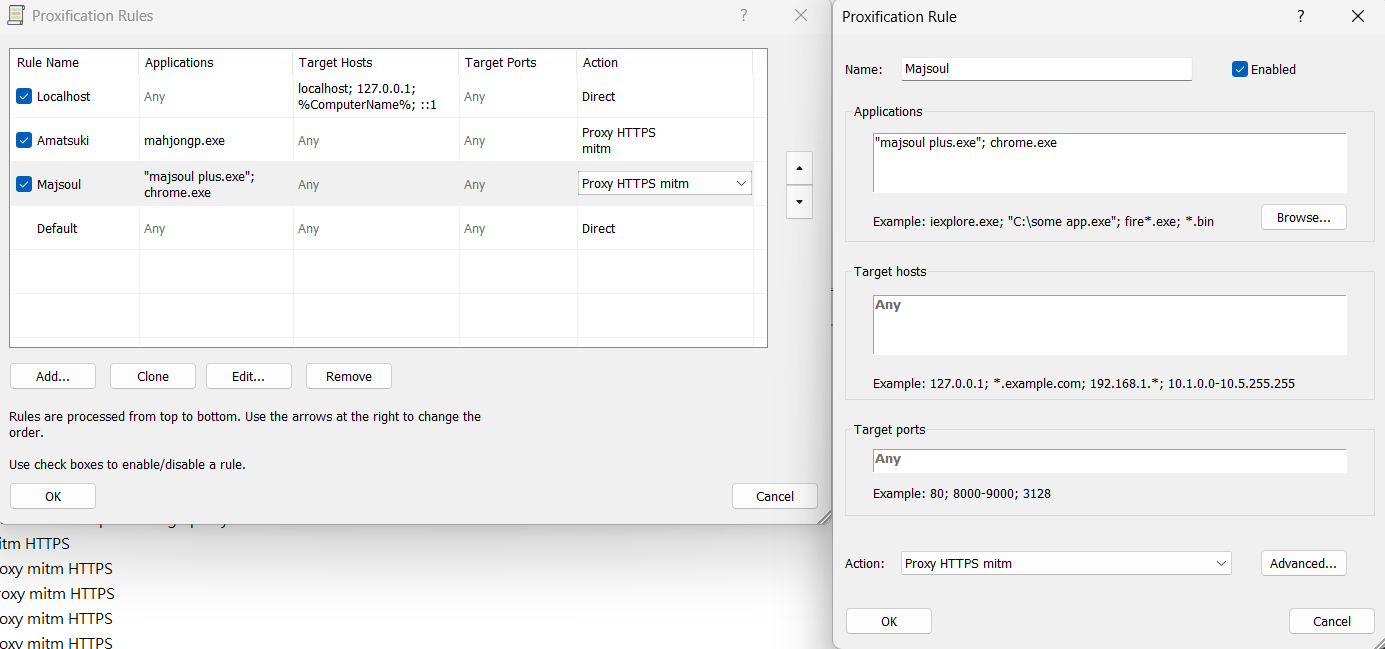 Proxification Rules
?
Rule Name Applications Target Hosts Target Ports Action
Localhost Any localhost; 127.0.0.1; Any Direct
%ComputerName%; ::1
Amatsuki mahjongp.exe Any Any Proxy HTTPS
mitm
Majsoul "majsoul plus.exe"; Any Any Proxy HTTPS mitm
chrome.exe
Default Any Any Any Direct
Add... Clone Edit... Remove
Rules are processed from top to bottom. Use the arrows at the right to change the
order.
Use check boxes to enable/disable a rule.
OK Cancel
itm HTTPS
oxy mitm HTTPS
roxy mitm HTTPS
oxy mitm HTTPS
oxy mitm HTTPS
Proxification Rule
?
Name: Majsoul Enabled
Applications
"majsoul plus.exe"; chrome.exe
Example: iexplore.exe; "C:\some app.exe"; fire*.exe; *.bin Browse...
Target hosts
Any
Example: 127.0.0.1; *.example.com; 192.168.1.*; 10.1.0.0-10.5.255.255
Target ports
Any
Example: 80; 8000-9000; 3128
Action: Proxy HTTPS mitm Advanced...
OK Cancel